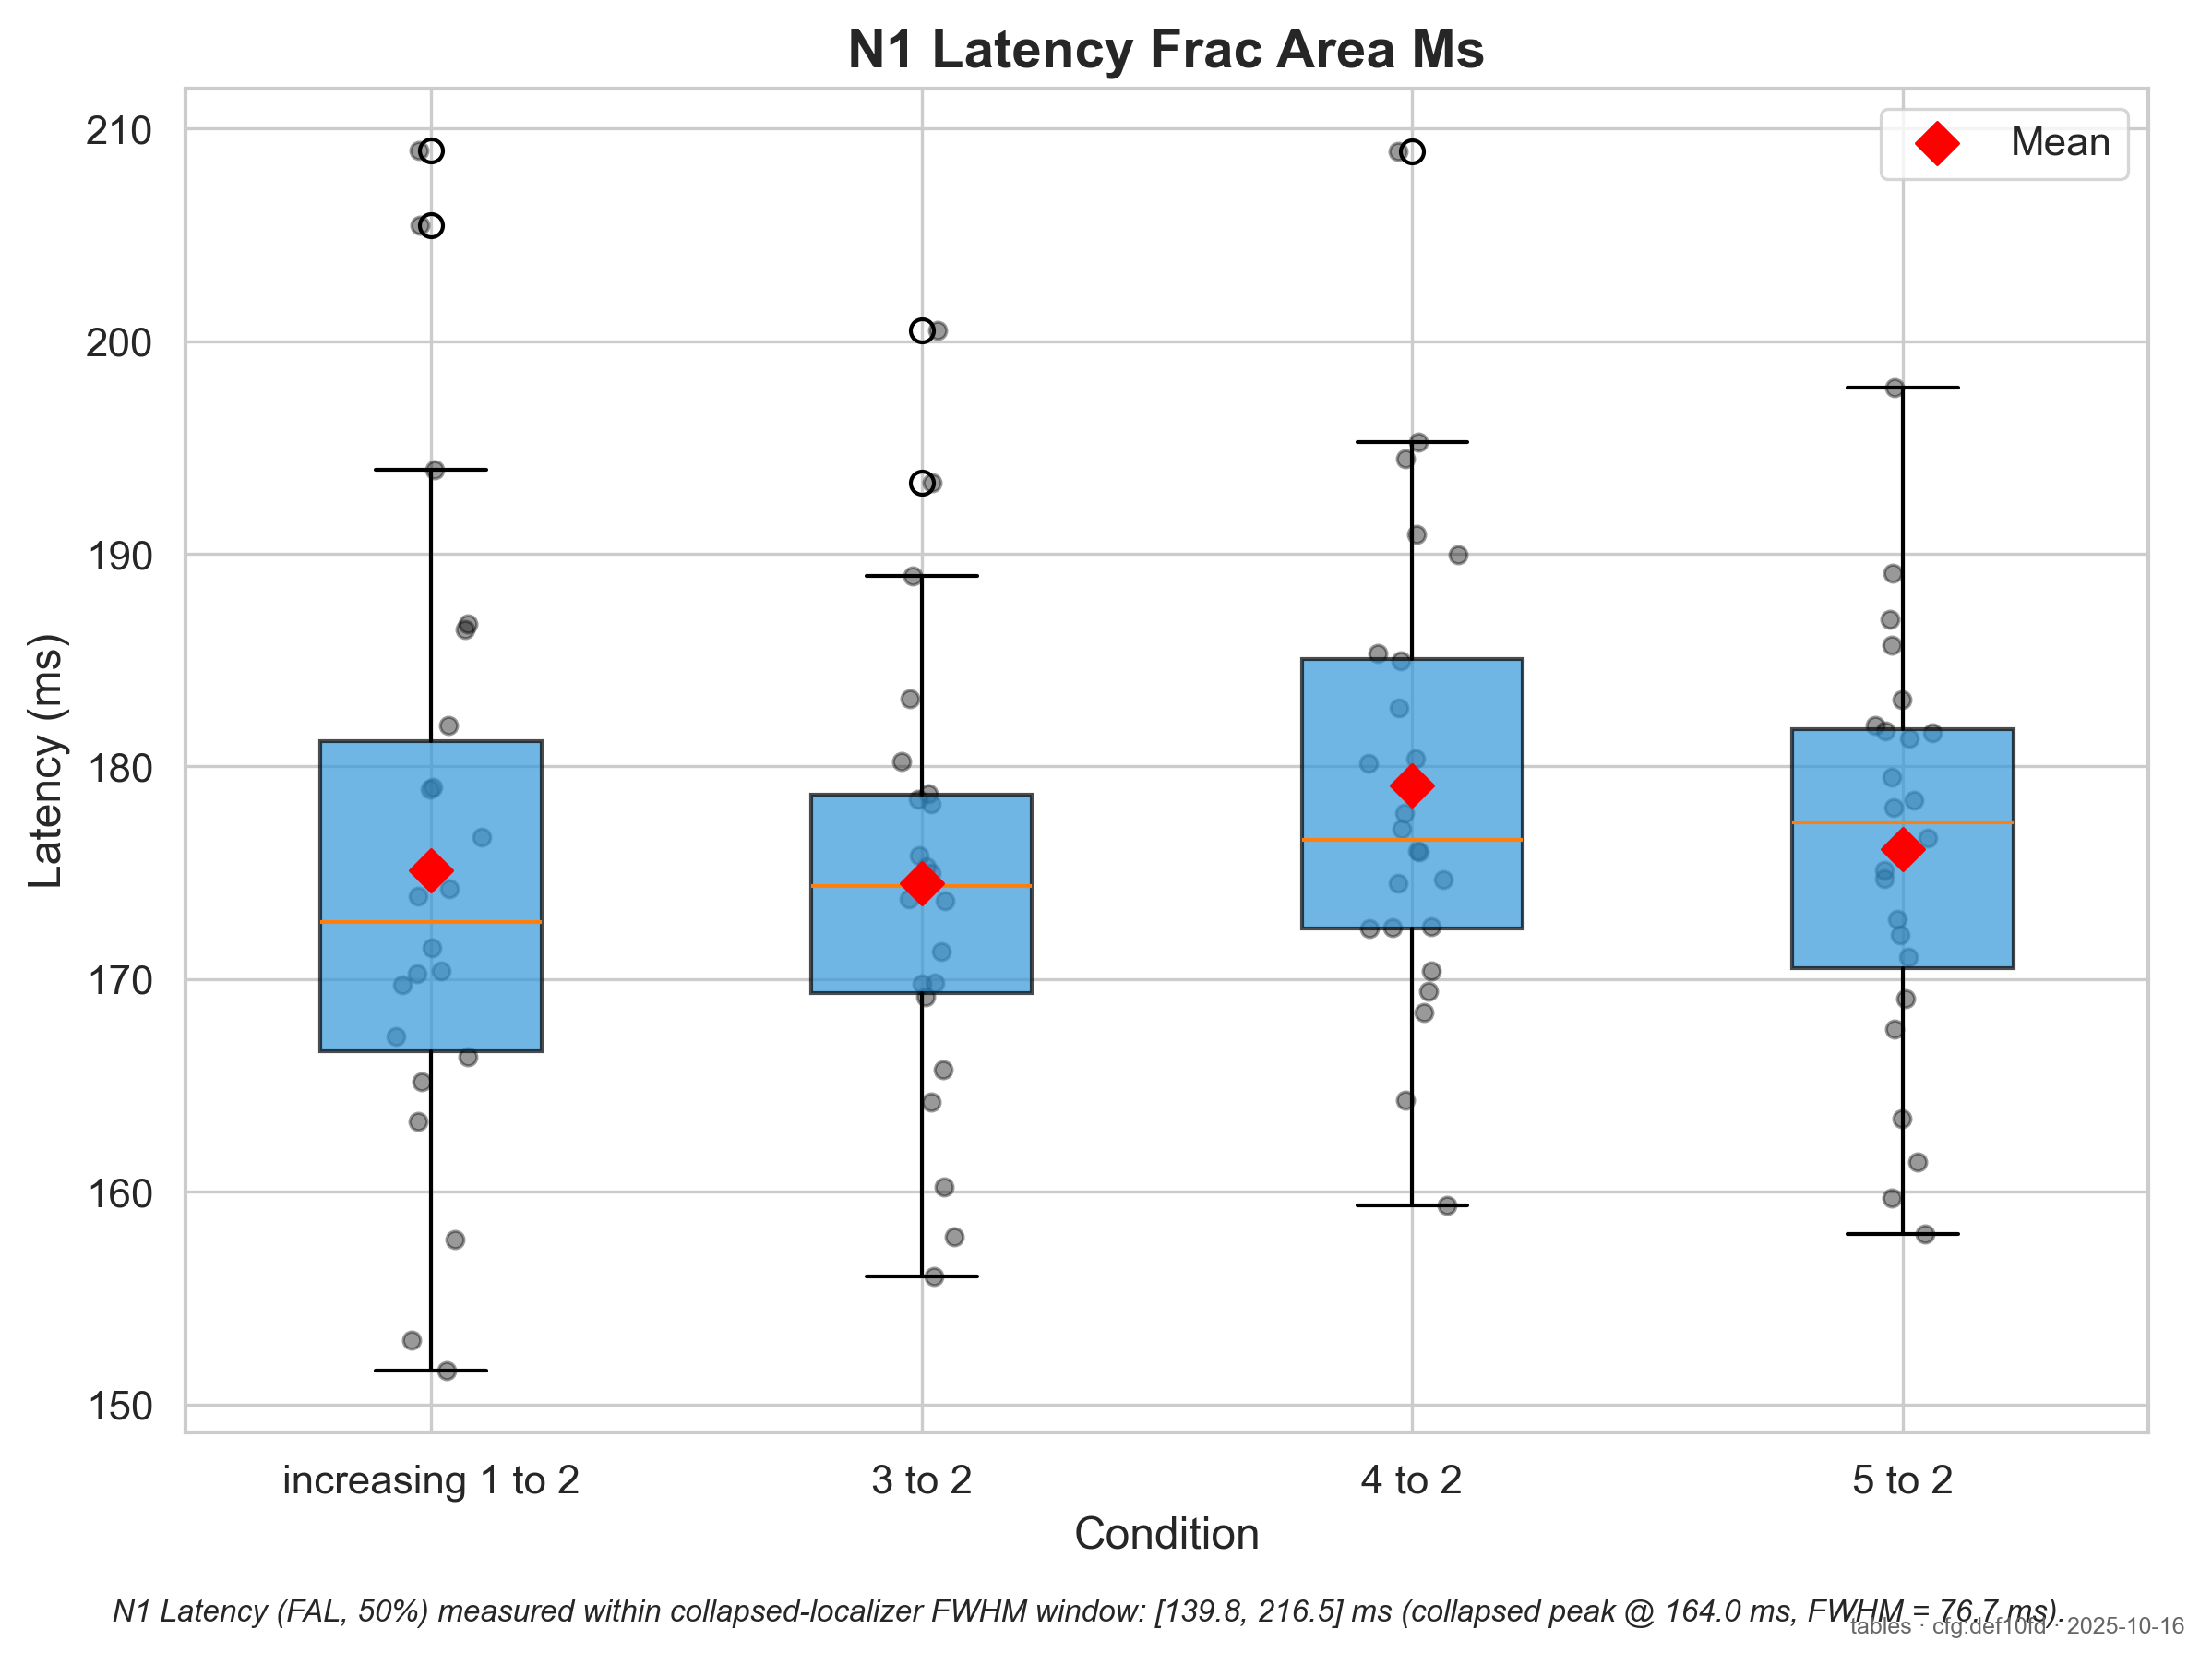 N1 Latency Frac Area Ms
Mean
210
200
190
180
170
160
150
Latency (ms)
increasing 1 to 2
3 to 2
4 to 2
5 to 2
Condition
N1 Latency (FAL, 50%) measured within collapsed-localizer FWHM window: [139.8, 216.5] ms (collapsed peak @ 164.0 ms, FWHM = 76.7 ms).
tables · cfg:def10fd · 2025-10-16